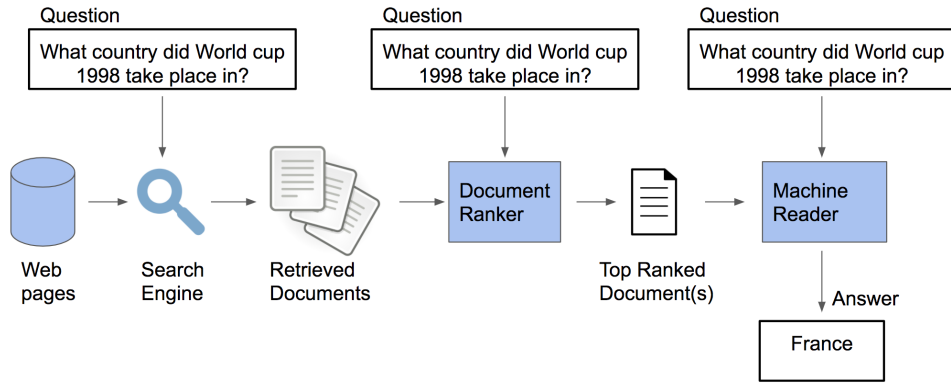 Question
What country did World cup
1998 take place in?
Question
What country did World cup
1998 take place in?
Question
What country did World cup
1998 take place in?
Web
pages
Search
Engine
Retrieved
Documents
Document
Ranker
Top Ranked
Document(s)
Machine
Reader
Answer
France